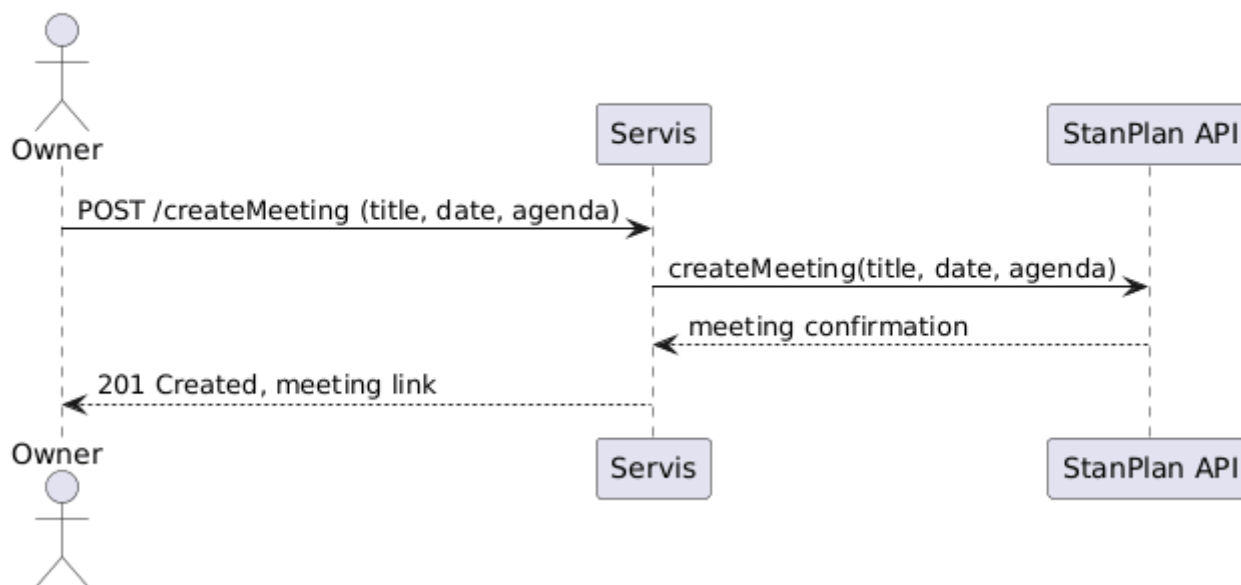 Owner
Servis
StanPlan API
POST /createMeeting (title, date, agenda)
createMeeting(title, date, agenda)
meeting confirmation
201 Created, meeting link
Owner
Servis
StanPlan API